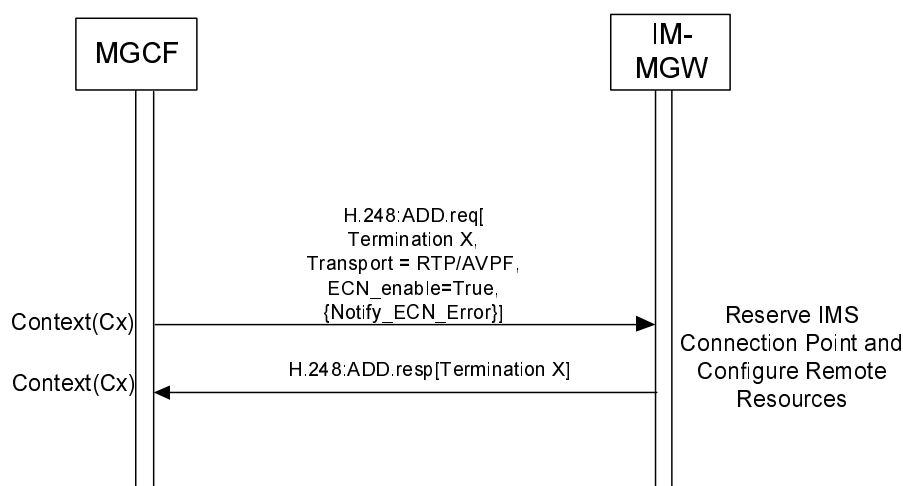 MGCF
IM-
MGW
H.248:ADD.req[
Termination X,
Transport = RTP/AVPF,
ECN_enable=True,
{Notify_ECN_Error}]
Context(Cx)
Reserve IMS
Connection Point and
Configure Remote
Resources
H.248:ADD.resp[Termination X]
Context(Cx)